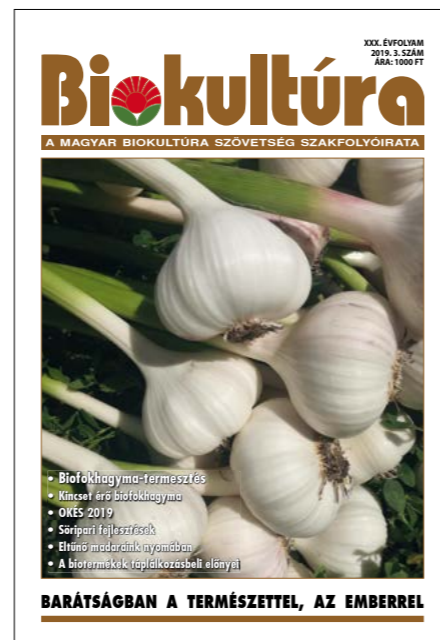 XXX. ÉVFOLYAM
2019. 3. SZÁM
ÁRA: 1000 FT
Biokultúra
A MAGYAR BIOKULTÚRA SZÖVETSÉG SZAKFOLYÓIRATA
• Biofokhagyma-termesztés
• Kincset érő biofokhagyma
• OKÉS 2019
• Söripari fejlesztések
• Eltűnő madaraink nyomában
• A biotermékek táplálkozásbeli előnyei
BARÁTSÁGBAN A TERMÉSZETTEL, AZ EMBERREL